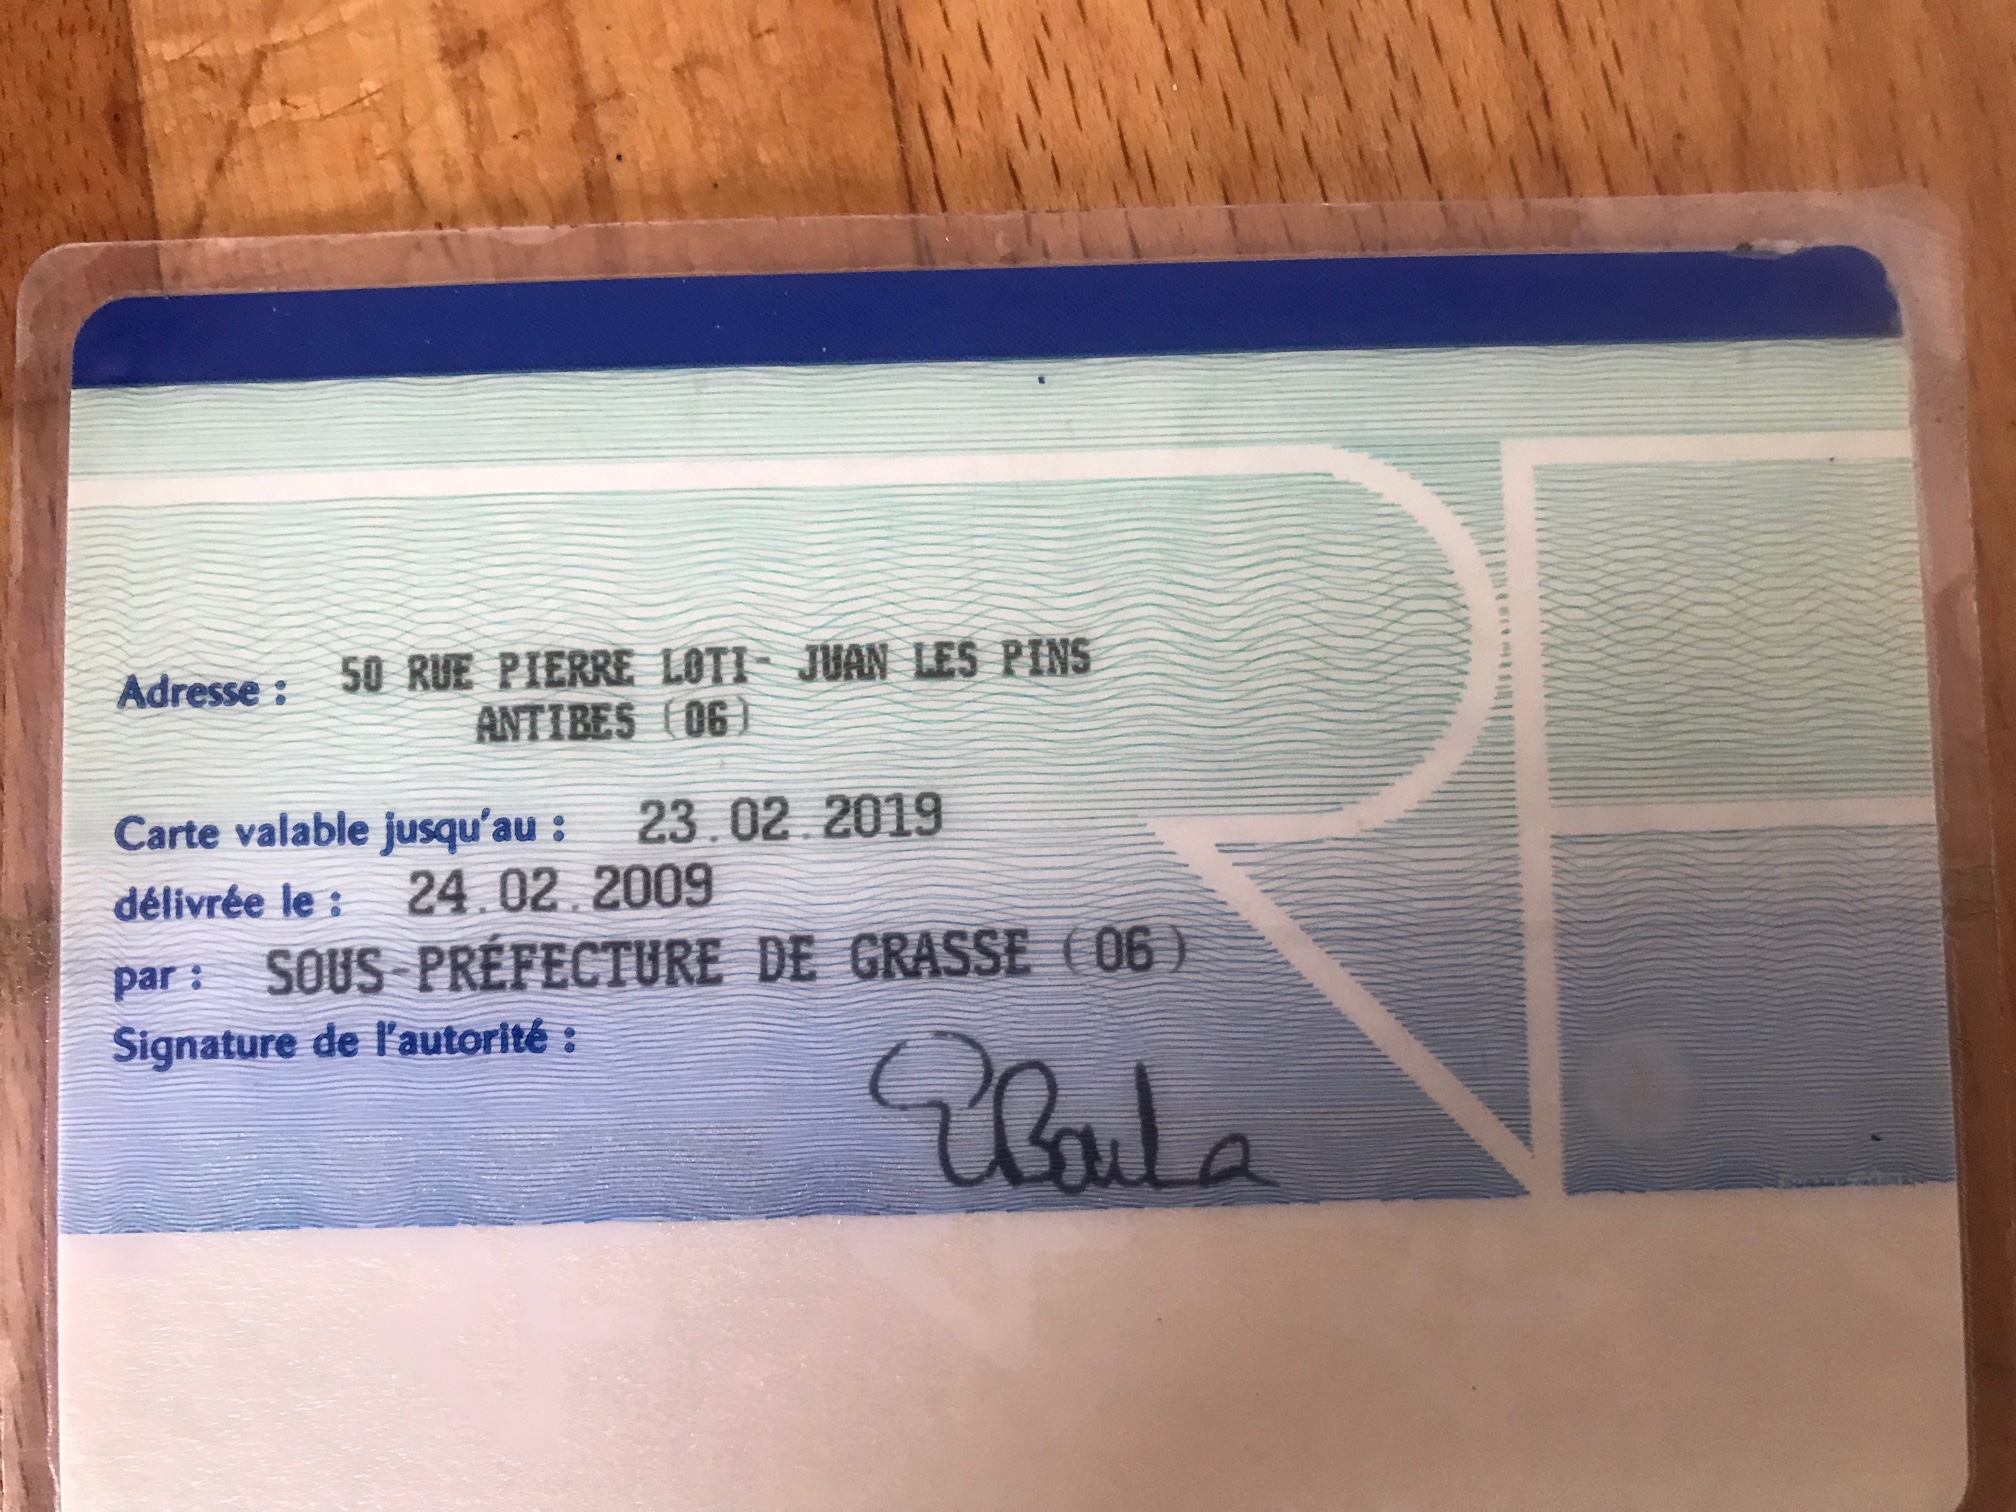 Adresse : 50 RUE PIERRE LOTI- JUAN LES PINS
ANTIBES (06)
Carte valable jusqu'au : 23.02.2019
délivrée le : 24.02.2009
par : SOUS-PRÉFECTURE DE GRASSE (06)
Signature de l'autorité :
RF